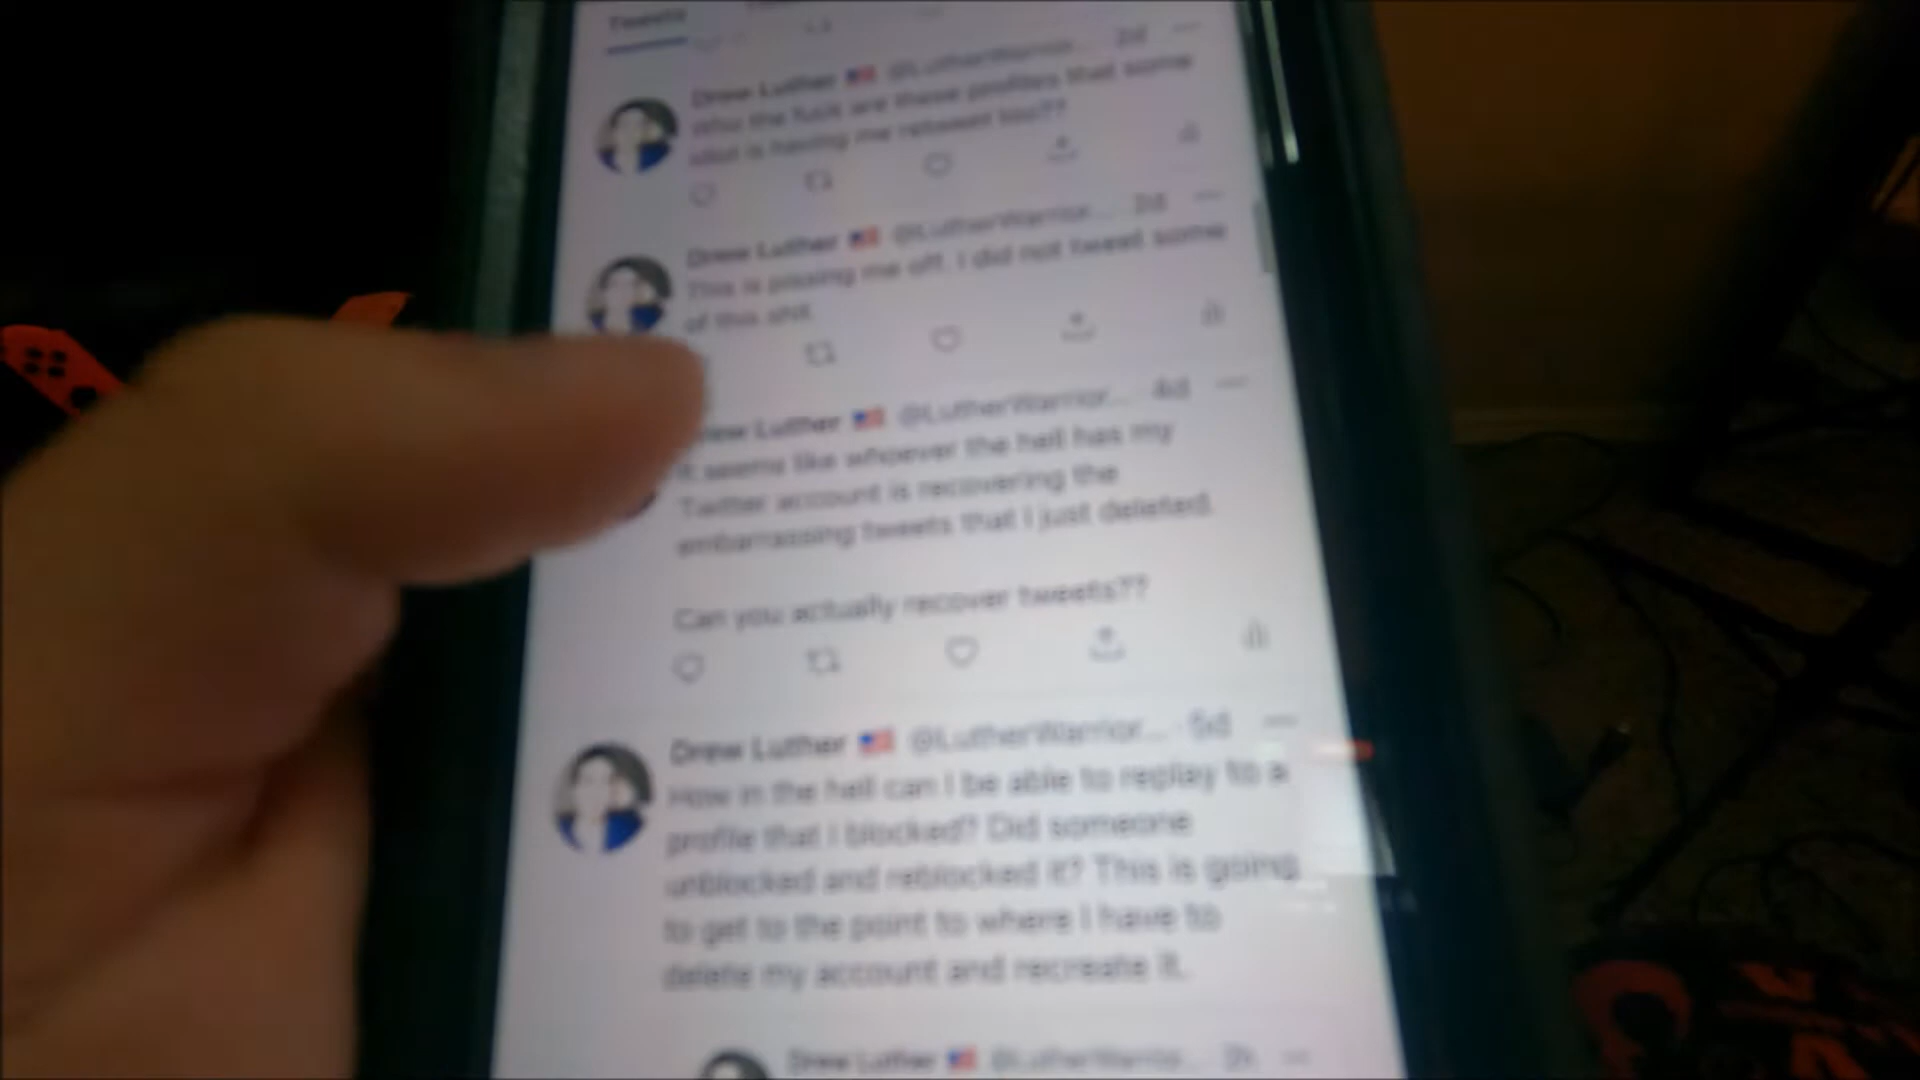 Tweets
Drew Luther 🇺🇸 @LutherWarrior... · 2d
Who the fuck are these profiles that some
idiot is having me retweet too??
Drew Luther 🇺🇸 @LutherWarrior... · 2d
This is pissing me off. I did not tweet some
of this shit.
Drew Luther 🇺🇸 @LutherWarrior... · 4d
It seems like whoever the hell has my
Twitter account is recovering the
embarrassing tweets that I just deleted.
Can you actually recover tweets??
Drew Luther 🇺🇸 @LutherWarrior... · 5d
How in the hell can I be able to replay to a
profile that I blocked? Did someone
unblocked and reblocked it? This is going
to get to the point to where I have to
delete my account and recreate it.
Drew Luther 🇺🇸 @LutherWarrio...